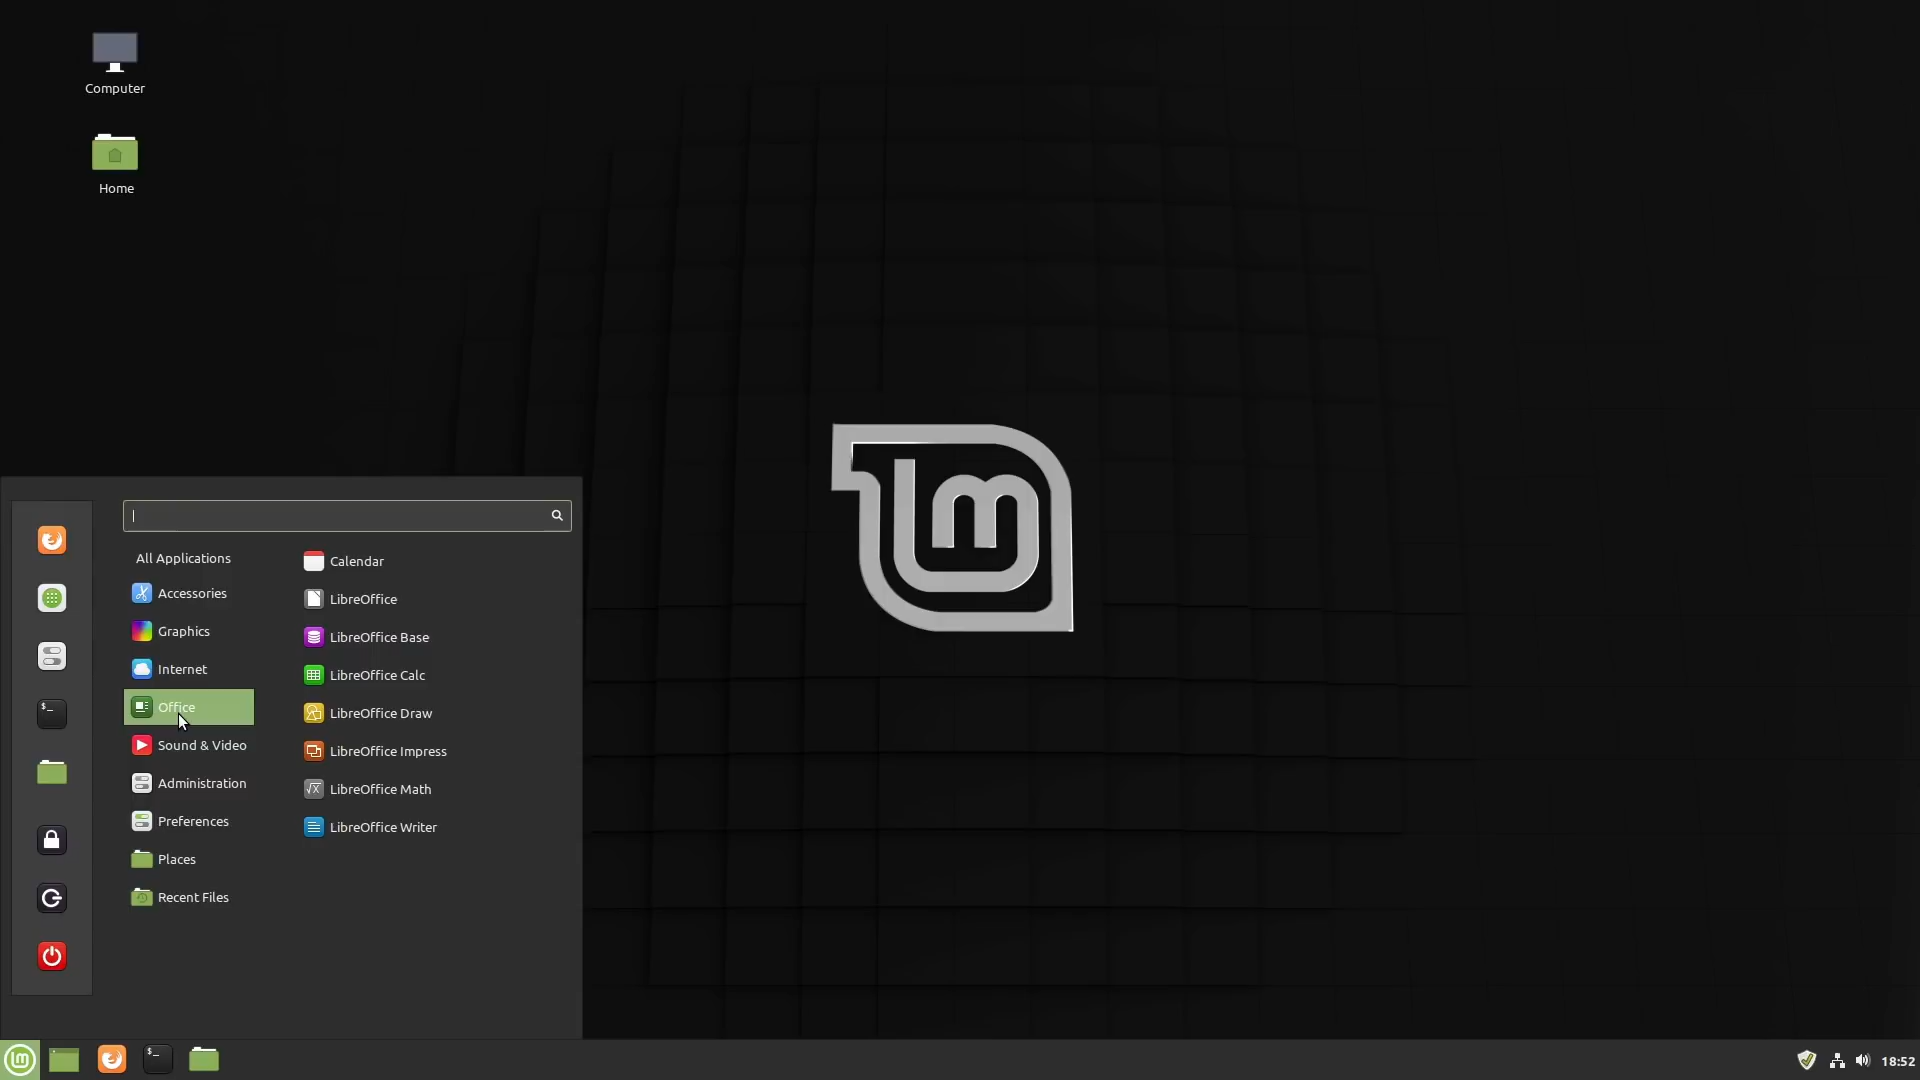 Computer
Home
All Applications
Accessories
Graphics
Internet
Office
Sound & Video
Administration
Preferences
Places
Recent Files
Calendar
LibreOffice
LibreOffice Base
LibreOffice Calc
LibreOffice Draw
LibreOffice Impress
LibreOffice Math
LibreOffice Writer
lm
$_
$_
18:52